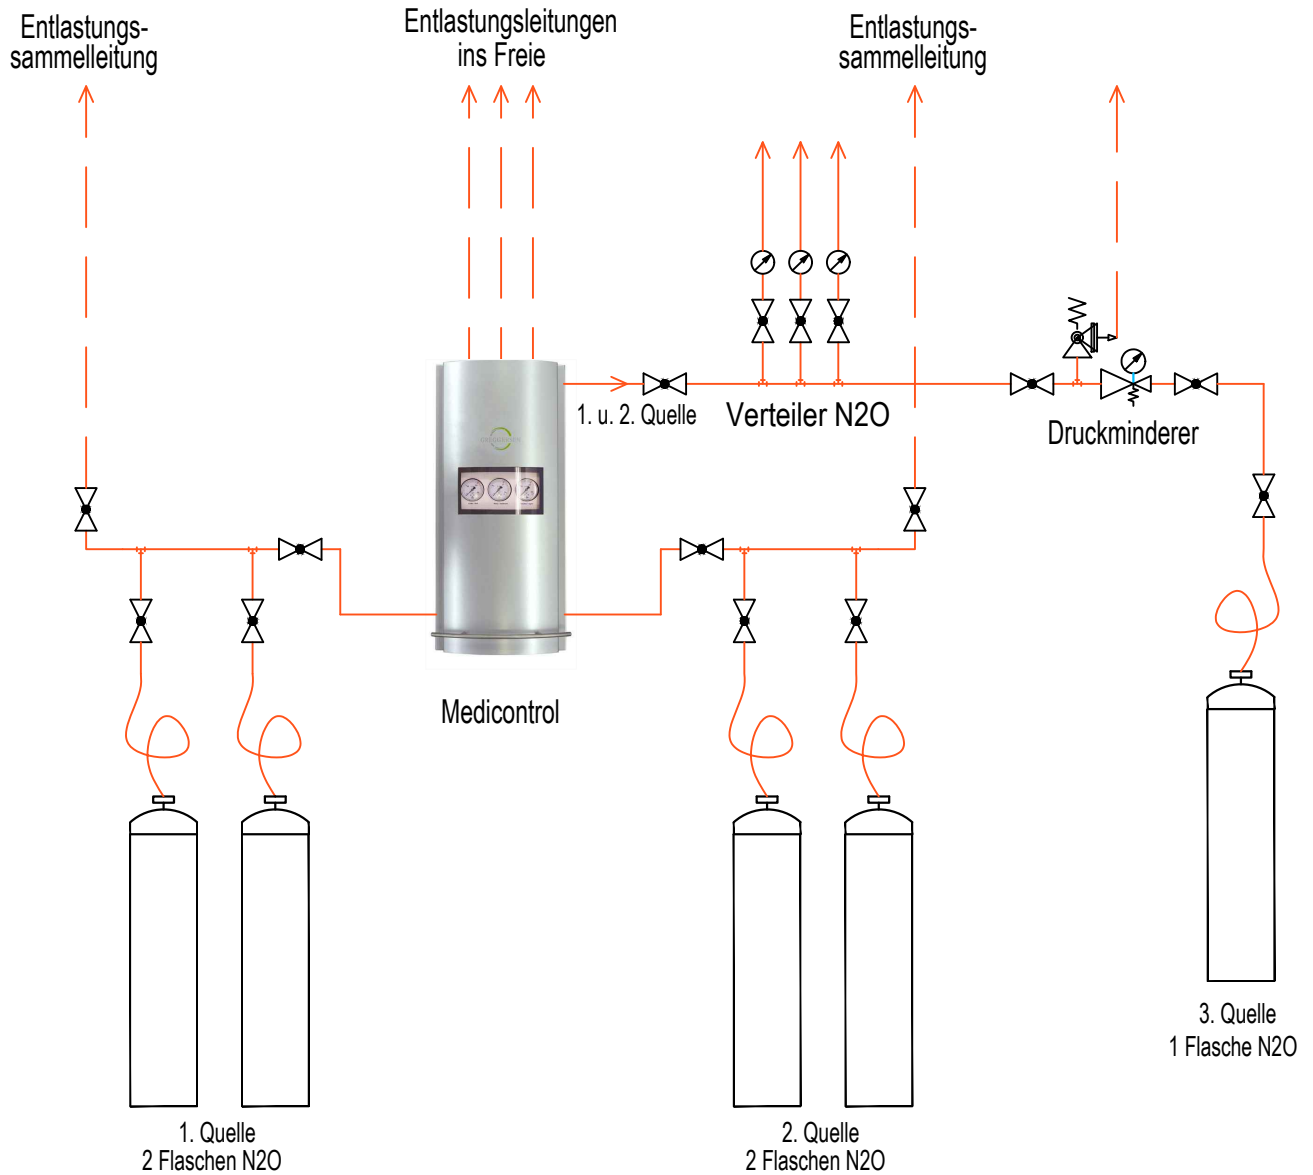 Entlastungs-
sammelleitung
Entlastungsleitungen
ins Freie
Entlastungs-
sammelleitung
1. u. 2. Quelle
Verteiler N2O
Druckminderer
Medicontrol
3. Quelle
1 Flasche N2O
1. Quelle
2 Flaschen N2O
2. Quelle
2 Flaschen N2O